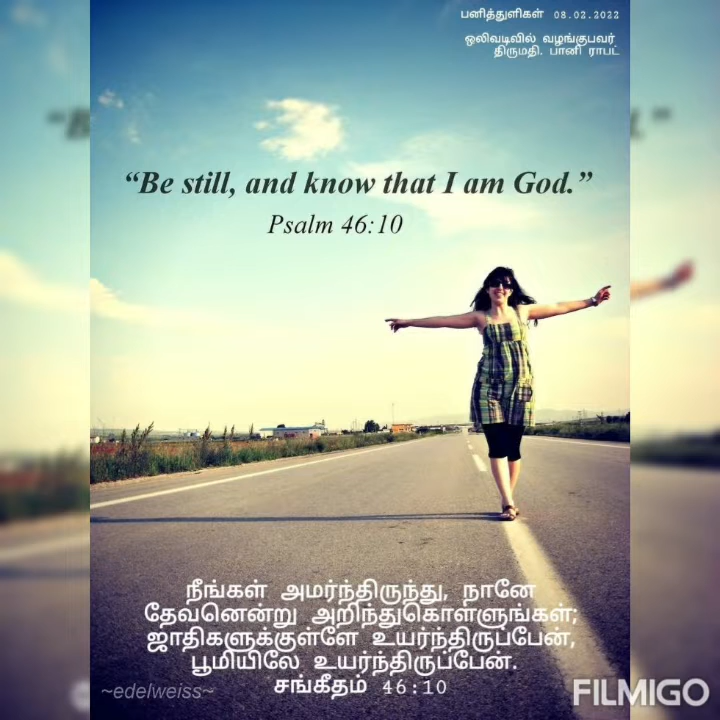 பனித்துளிகள் 08.02.2022
ஒலிவடிவில் வழங்குபவர்
திருமதி. பானி ராபட்
“Be still, and know that I am God.”
Psalm 46:10
நீங்கள் அமர்ந்திருந்து, நானே
தேவனென்று அறிந்துகொள்ளுங்கள்;
ஜாதிகளுக்குள்ளே உயர்ந்திருப்பேன்,
பூமியிலே உயர்ந்திருப்பேன்.
சங்கீதம் 46:10
~edelweiss~
FILMIGO